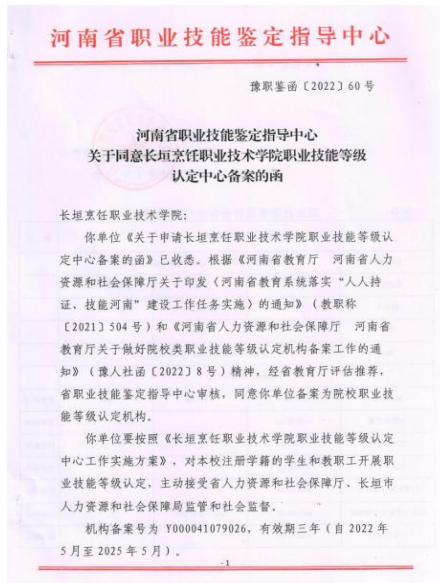 河南省职业技能鉴定指导中心
豫职鉴函〔2022〕60号
河南省职业技能鉴定指导中心
关于同意长垣烹饪职业技术学院职业技能等级
认定中心备案的函
长垣烹饪职业技术学院:
你单位《关于申请长垣烹饪职业技术学院职业技能等级认
定中心备案的函》已收悉。根据《河南省教育厅 河南省人力
资源和社会保障厅关于印发〈河南省教育系统落实“人人持
证、技能河南”建设工作任务实施〉的通知》(教职称
〔2021〕504号)和《河南省人力资源和社会保障厅 河南省
教育厅关于做好院校类职业技能等级认定机构备案工作的通
知》(豫人社函〔2022〕8号)精神,经省教育厅评估推荐,
省职业技能鉴定指导中心审核,同意你单位备案为院校职业技
能等级认定机构。
你单位要按照《长垣烹饪职业技术学院职业技能等级认定
中心工作实施方案》,对本校注册学籍的学生和教职工开展职
业技能等级认定,主动接受省人力资源和社会保障厅、长垣市
人力资源和社会保障局监管和社会监督。
机构备案号为 Y000041079026,有效期三年(自2022年
5月至2025年5月)。
-1